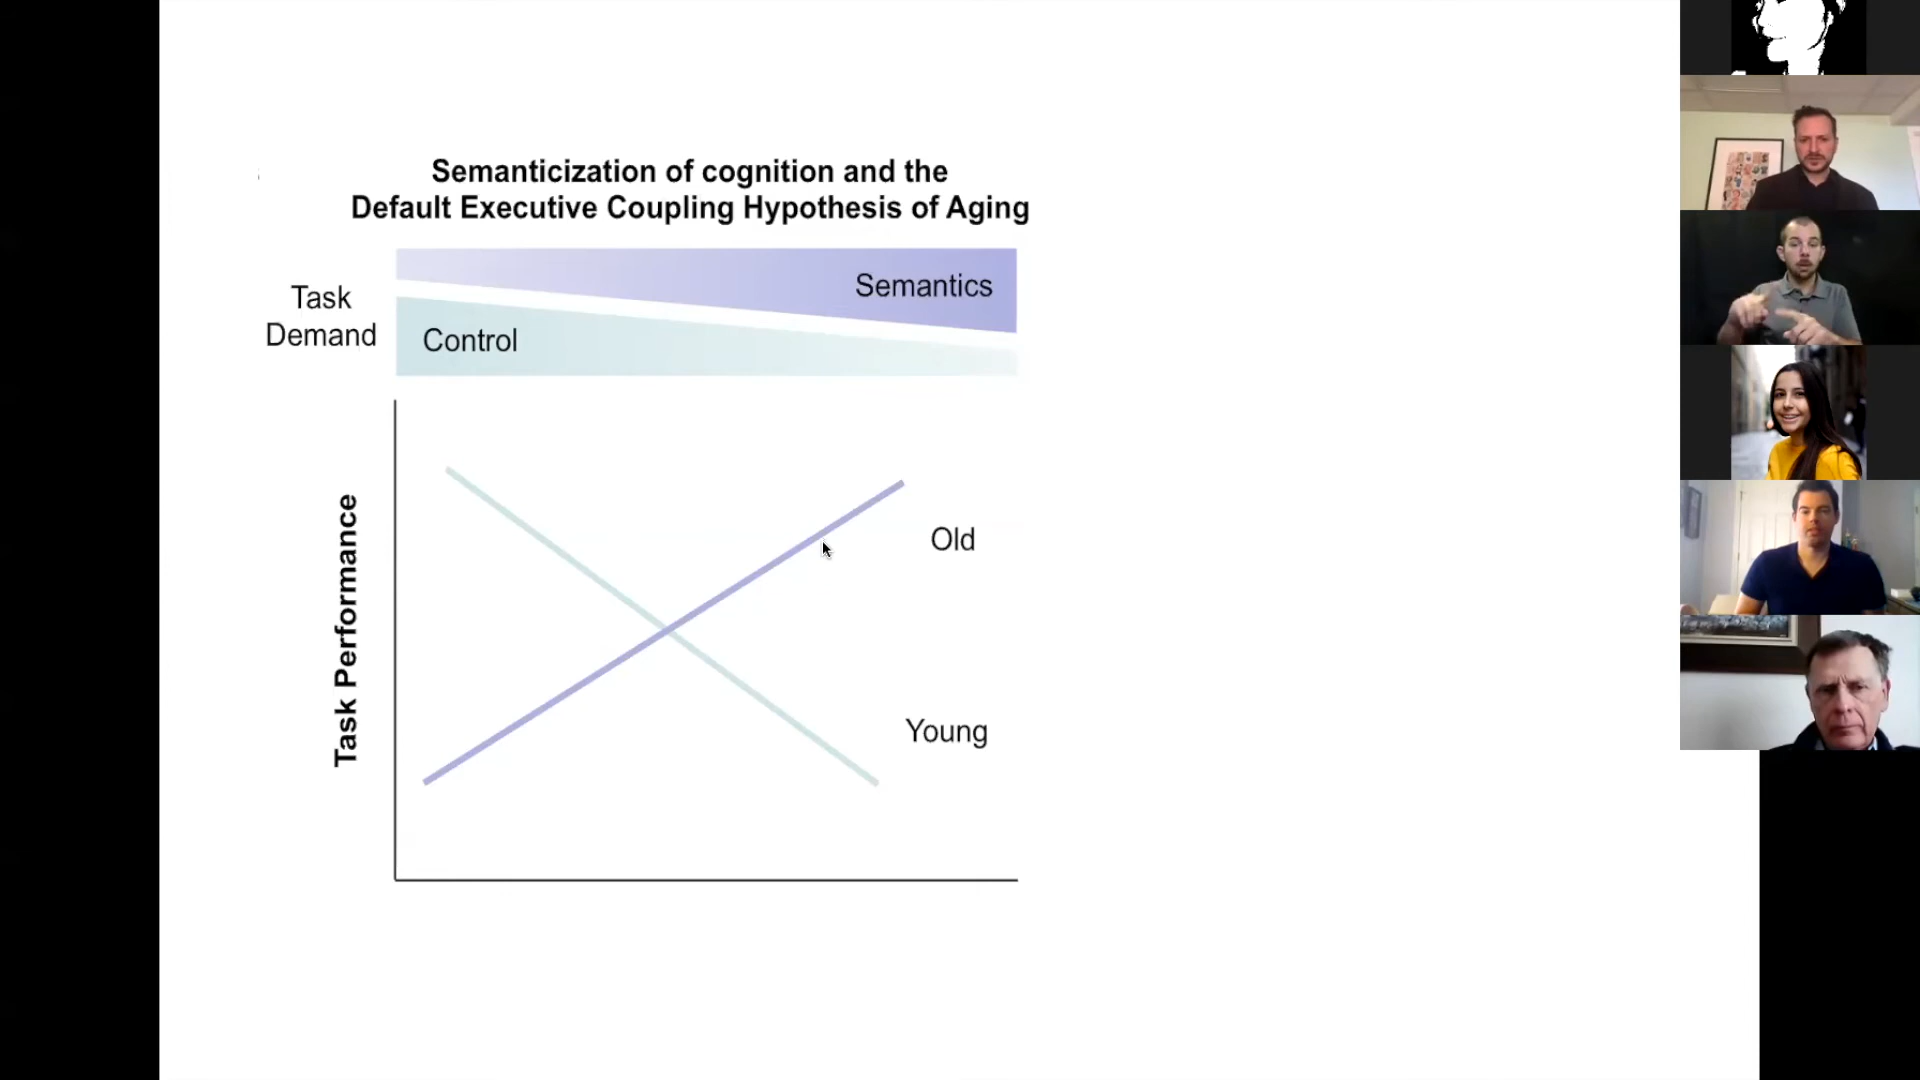 Semanticization of cognition and the
Default Executive Coupling Hypothesis of Aging
Semantics
Task
Demand
Control
Task Performance
Old
Young